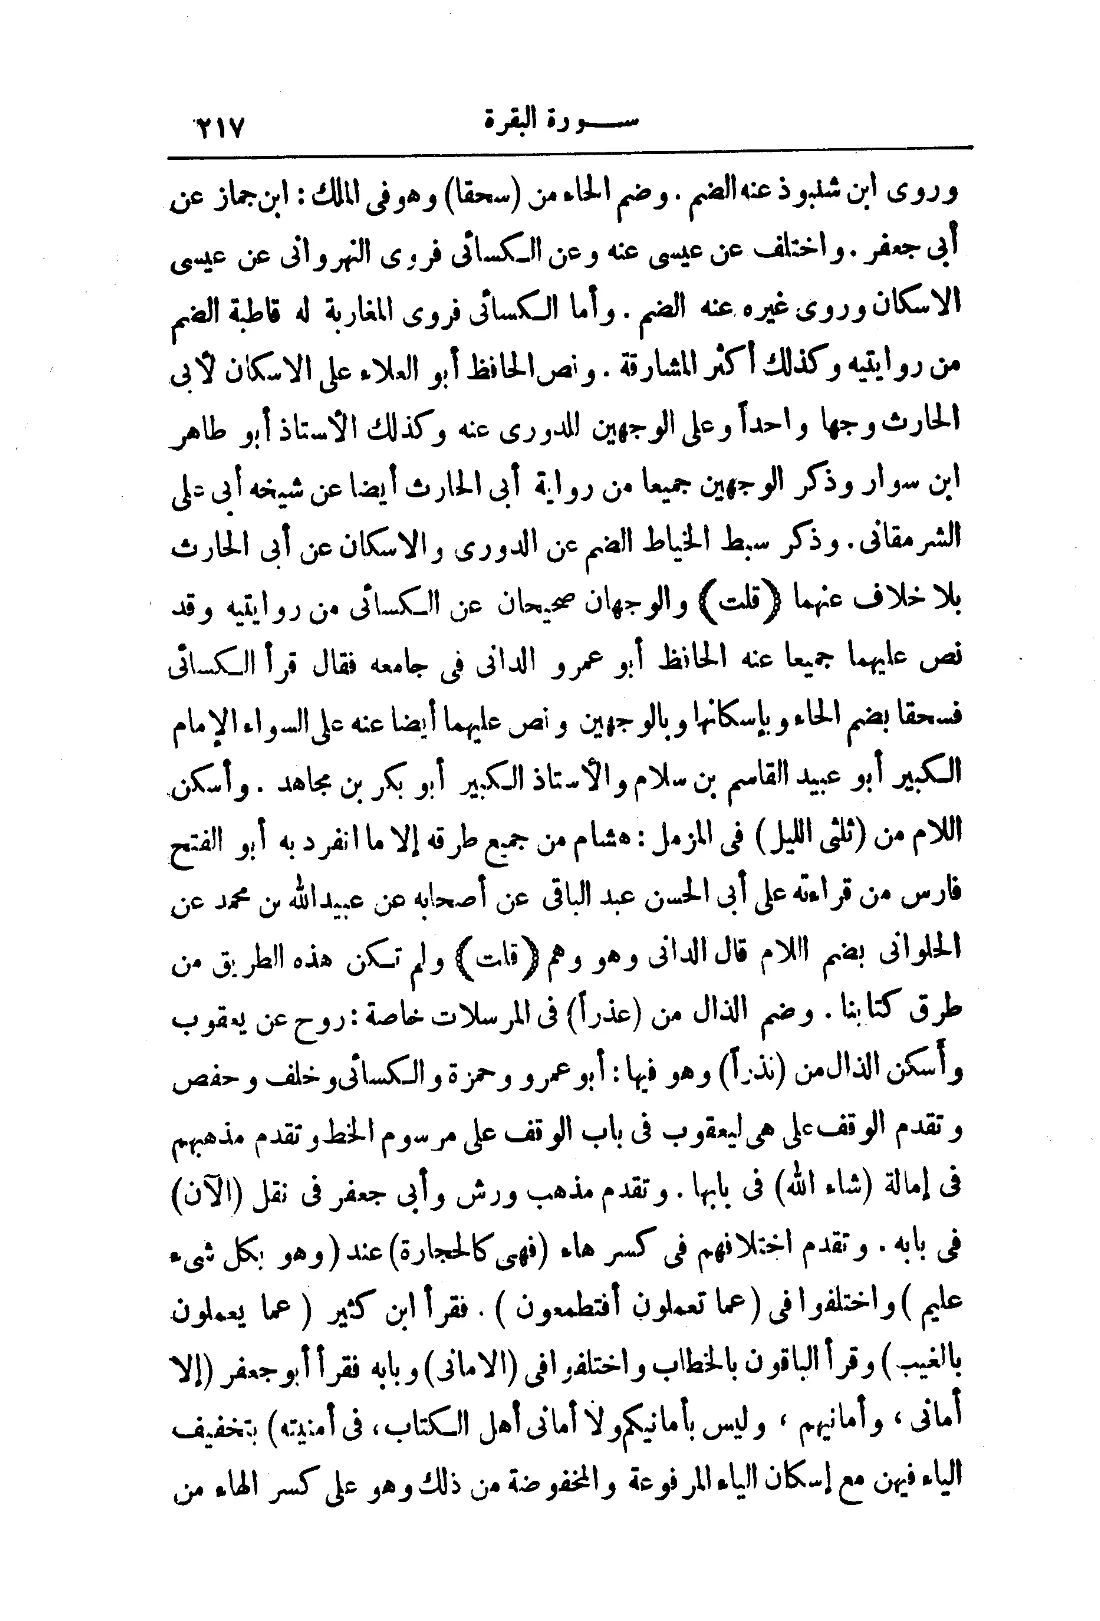 سـورة البقرة ٢١٧
وروى ابن شنبوذ عنه الضم . وضم الحاء من (سحقا) وهو فى الملك : ابن جماز عن
أبى جعفر . واختلف عن عيسى عنه وعن الكسائى فروى النهروانى عن عيسى
الاسكان وروى غيره عنه الضم . وأما الكسائى فروى المغاربة له قاطبة الضم
من روايتيه وكذلك أكثر المشارقة . ونص الحافظ أبو العلاء على الاسكان لأبى
الحارث وجها واحداً وعلى الوجهين للدورى عنه وكذلك الأستاذ أبو طاهر
ابن سوار وذكر الوجهين جميعا من رواية أبى الحارث أيضا عن شيخه أبى على
الشرمقانى . وذكر سبط الخياط الضم عن الدورى والاسكان عن أبى الحارث
بلا خلاف عنهما (قلت) والوجهان صحيحان عن الكسائى من روايتيه وقد
نص عليهما جميعا عنه الحافظ أبو عمرو الدانى فى جامعه فقال قرأ الكسائى
فسحقا بضم الحاء وبإسكانها وبالوجهين ونص عليهما أيضا عنه على السواء الإمام
الكبير أبو عبيد القاسم بن سلام والأستاذ الكبير أبو بكر بن مجاهد . وأسكن
اللام من (ثلثى الليل) فى المزمل : هشام من جميع طرقه إلا ما انفرد به أبو الفتح
فارس من قراءته على أبى الحسن عبد الباقى عن أصحابه عن عبيدالله بن محمد عن
الحلوانى بضم اللام قال الدانى وهو وهم (قلت) ولم تكن هذه الطريق من
طرق كتابنا . وضم الذال من (عذراً) فى المرسلات خاصة : روح عن يعقوب
وأسكن الذال من (نذراً) وهو فيها : أبو عمرو وحمزة والكسائى وخلف وحفص
وتقدم الوقف على هى ليعقوب فى باب الوقف على مرسوم الخط وتقدم مذهبهم
فى إمالة (شاء الله) فى بابها . وتقدم مذهب ورش وأبى جعفر فى نقل (الآن)
فى بابه . وتقدم اختلافهم فى كسر هاء (فهى كالحجارة) عند (وهو بكل شىء
عليم) واختلفوا فى (عما تعملون أفتطمعون) . فقرأ ابن كثير (عما يعملون
بالغيب) وقرأ الباقون بالخطاب واختلفوا فى (الامانى) وبابه فقرأ أبو جعفر (إلا
أمانى ، وأمانيهم ، وليس بأمانيكم ولا أمانى أهل الكتاب ، فى أمنيته) بتخفيف
الياء فيهن مع إسكان الياء المرفوعة والمخفوضة من ذلك وهو على كسر الهاء من